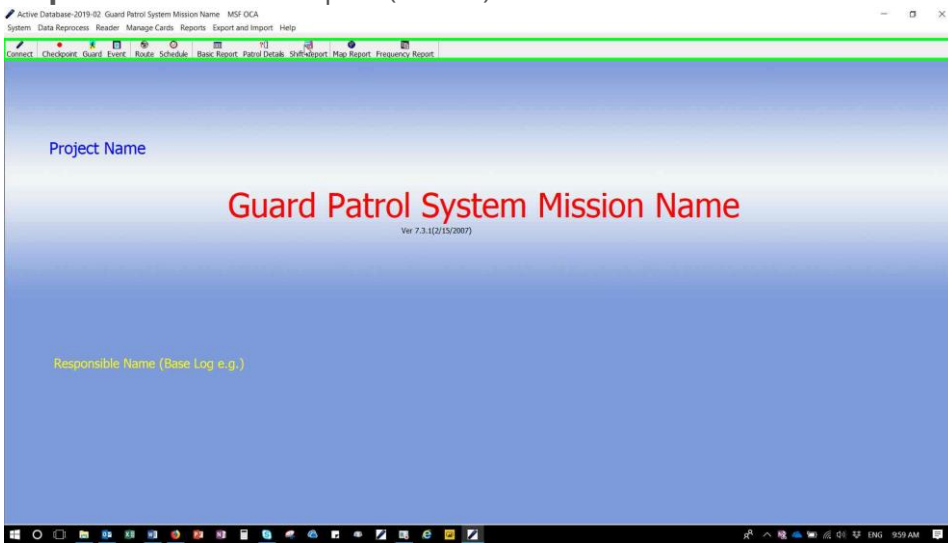 Active Database-2019-02 Guard Patrol System Mission Name MSF OCA
System Data Reprocess Reader Manage Cards Reports Export and Import Help
Connect Checkpoint Guard Event Route Schedule Basic Report Patrol Details Shift Report Map Report Frequency Report
Project Name
Guard Patrol System Mission Name
Ver 7.3.1(2/15/2007)
Responsible Name (Base Log e.g.)
ENG 9:59 AM